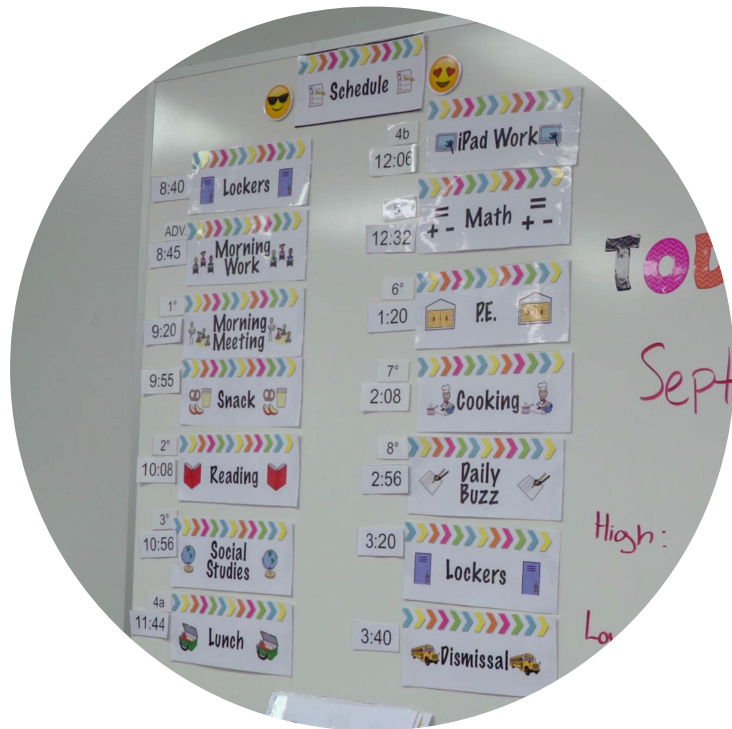 Schedule
8:40 Lockers
ADV.
8:45 Morning
Work
1°
9:20 Morning
Meeting
9:55 Snack
2°
10:08 Reading
3°
10:56 Social
Studies
4a
11:44 Lunch
4b
12:06 iPad Work
5°
12:32 Math
6°
1:20 P.E.
7°
2:08 Cooking
8°
2:56 Daily
Buzz
3:20 Lockers
3:40 Dismissal
Sept
High: